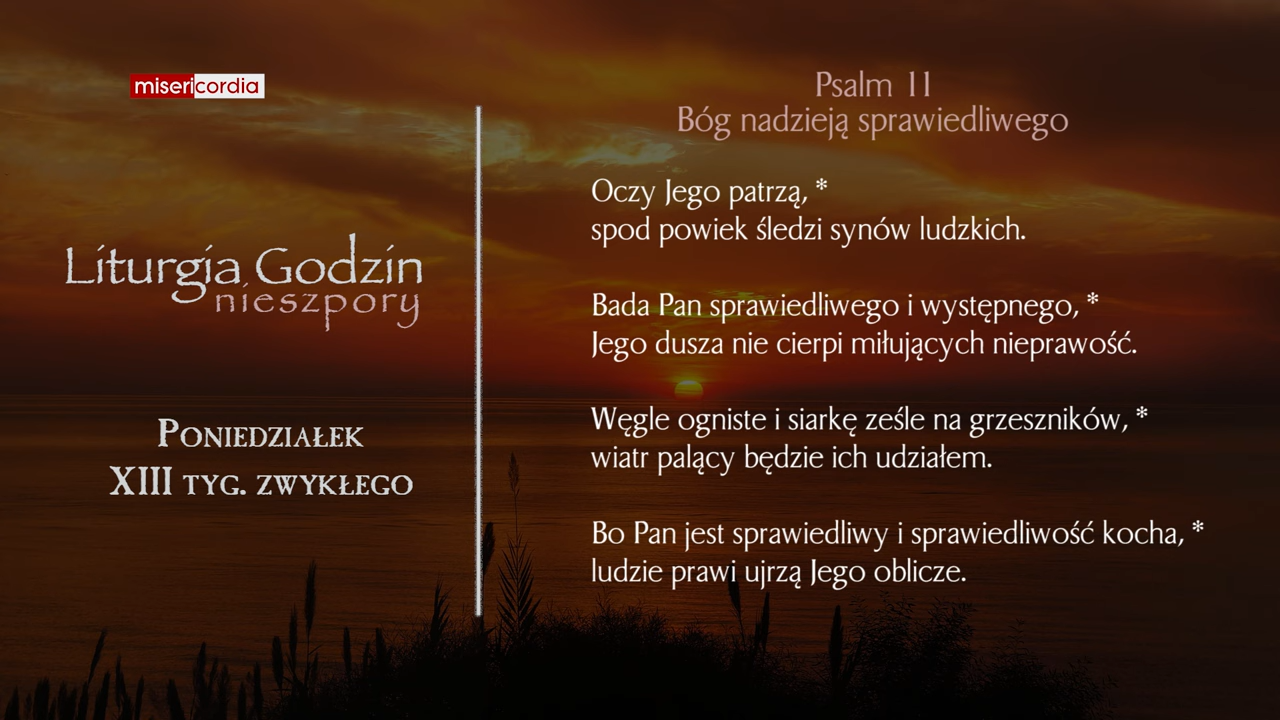 misericordia
Liturgia Godzin
nieszpory
Poniedziałek
XIII tyg. zwykłego
Psalm 11
Bóg nadzieją sprawiedliwego
Oczy Jego patrzą, *
spod powiek śledzi synów ludzkich.
Bada Pan sprawiedliwego i występnego, *
Jego dusza nie cierpi miłujących nieprawość.
Węgle ogniste i siarkę ześle na grzeszników, *
wiatr palący będzie ich udziałem.
Bo Pan jest sprawiedliwy i sprawiedliwość kocha, *
ludzie prawi ujrzą Jego oblicze.